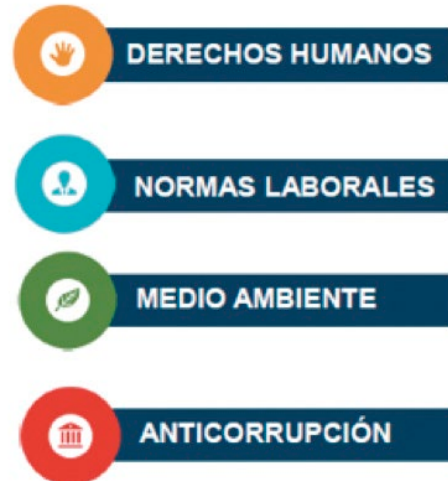 DERECHOS HUMANOS
NORMAS LABORALES
MEDIO AMBIENTE
ANTICORRUPCIÓN